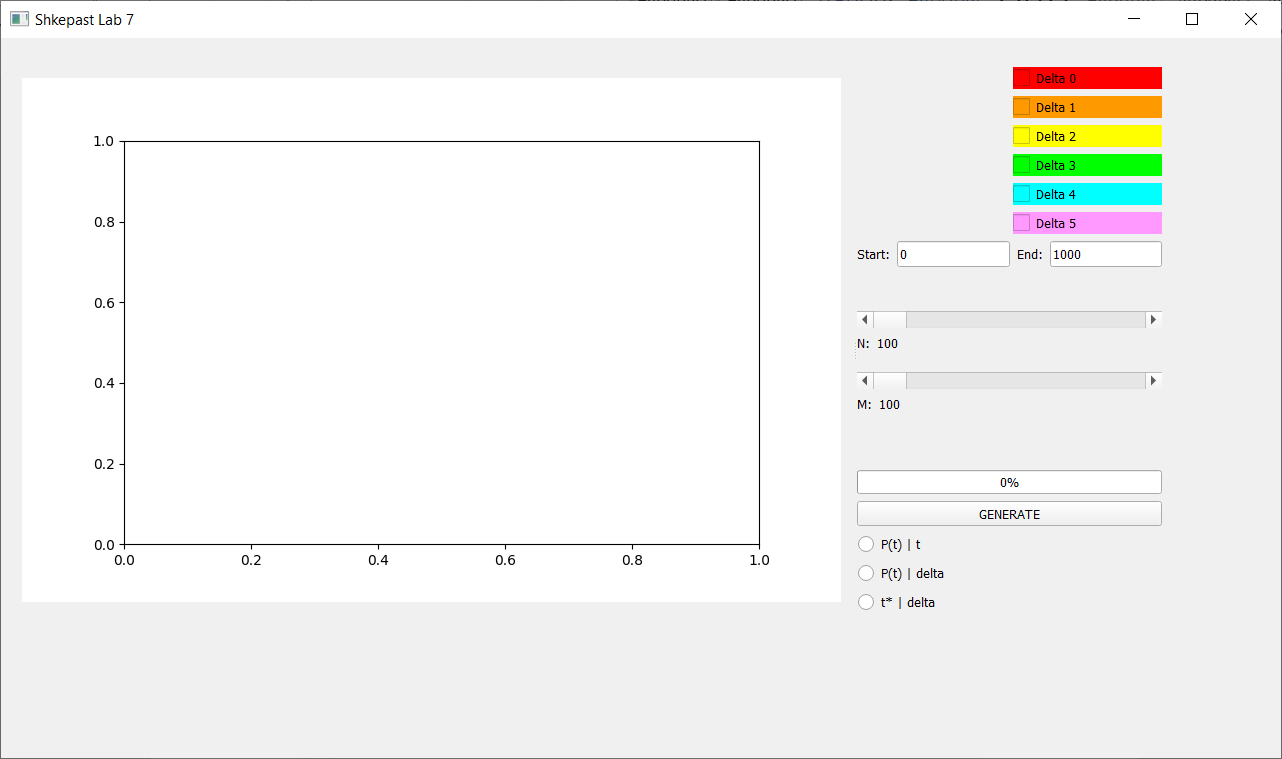 Shkepast Lab 7
1.0
0.8
0.6
0.4
0.2
0.0
0.0 0.2 0.4 0.6 0.8 1.0
Delta 0
Delta 1
Delta 2
Delta 3
Delta 4
Delta 5
Start: 0 End: 1000
N: 100
M: 100
0%
GENERATE
P(t) | t
P(t) | delta
t* | delta